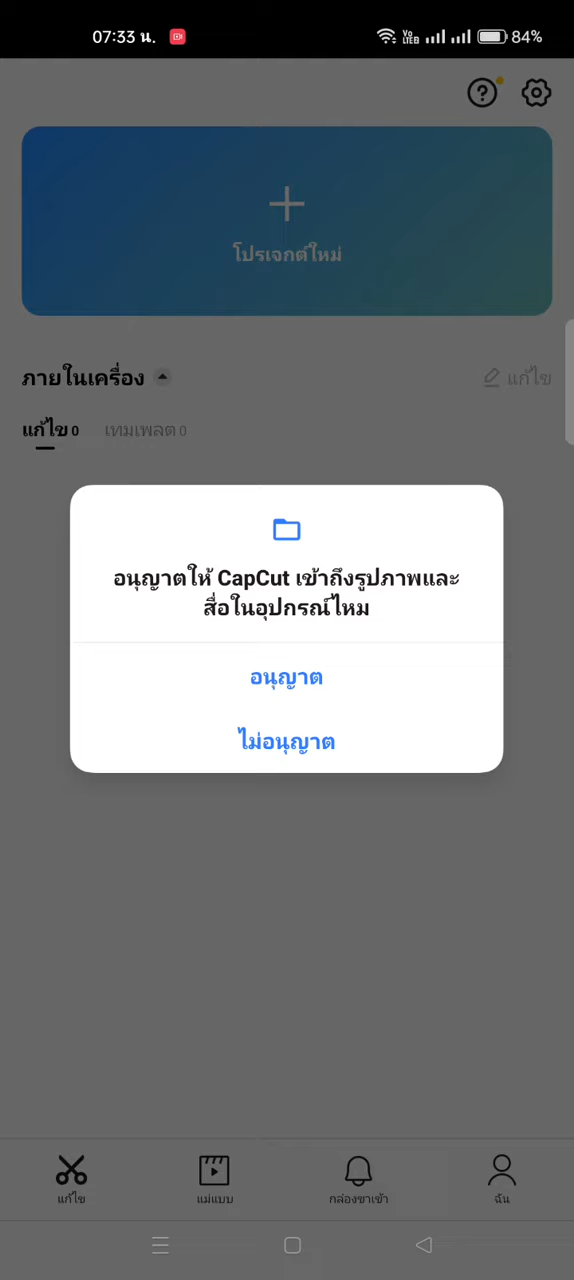 07:33 น.
Vo
LTE2
84%
โปรเจกต์ใหม่
ภายในเครื่อง
แก้ไข
แก้ไข 0
เทมเพลต 0
อนุญาตให้ CapCut เข้าถึงรูปภาพและ
สื่อในอุปกรณ์ไหม
อนุญาต
ไม่อนุญาต
แก้ไข
แม่แบบ
กล่องขาเข้า
ฉัน